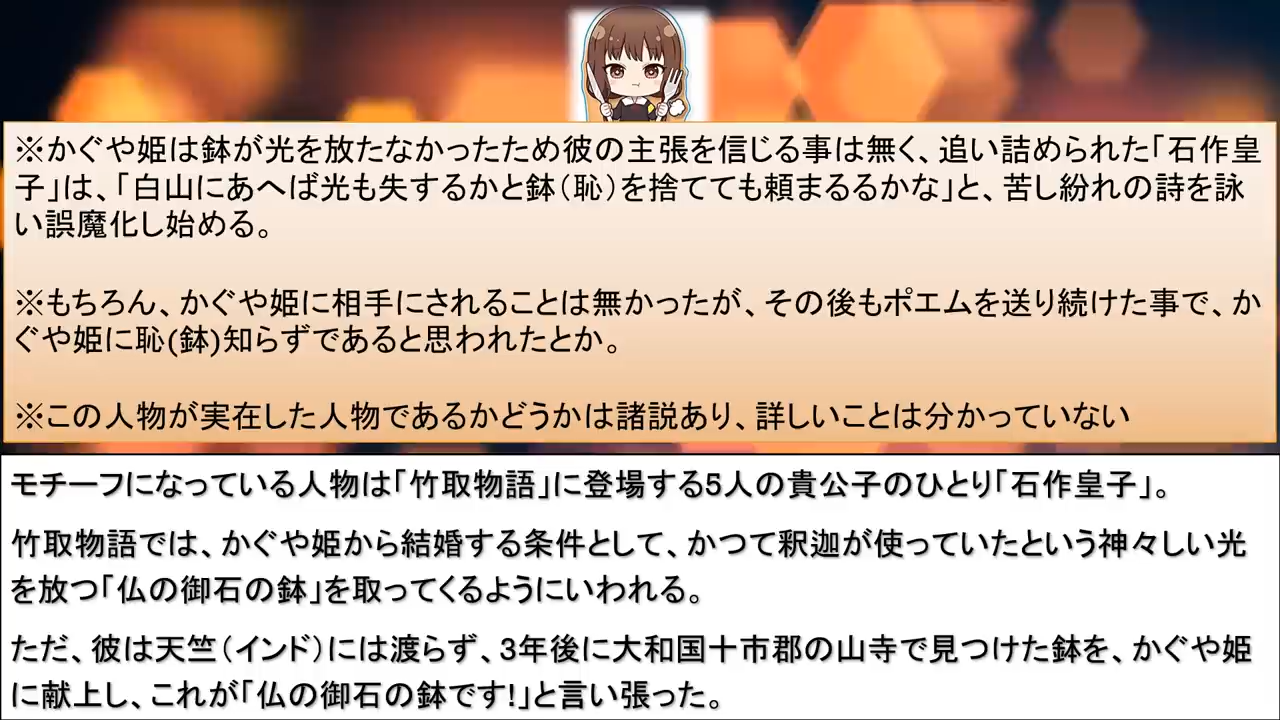 ※かぐや姫は鉢が光を放たなかったため彼の主張を信じる事は無く、追い詰められた「石作皇
子」は、「白山にあへば光も失するかと鉢（恥）を捨てても頼まるるかな」と、苦し紛れの詩を詠
い誤魔化し始める。
※もちろん、かぐや姫に相手にされることは無かったが、その後もポエムを送り続けた事で、か
ぐや姫に恥(鉢)知らずであると思われたとか。
※この人物が実在した人物であるかどうかは諸説あり、詳しいことは分かっていない
モチーフになっている人物は「竹取物語」に登場する5人の貴公子のひとり「石作皇子」。
竹取物語では、かぐや姫から結婚する条件として、かつて釈迦が使っていたという神々しい光
を放つ「仏の御石の鉢」を取ってくるようにいわれる。
ただ、彼は天竺（インド）には渡らず、3年後に大和国十市郡の山寺で見つけた鉢を、かぐや姫
に献上し、これが「仏の御石の鉢です!」と言い張った。